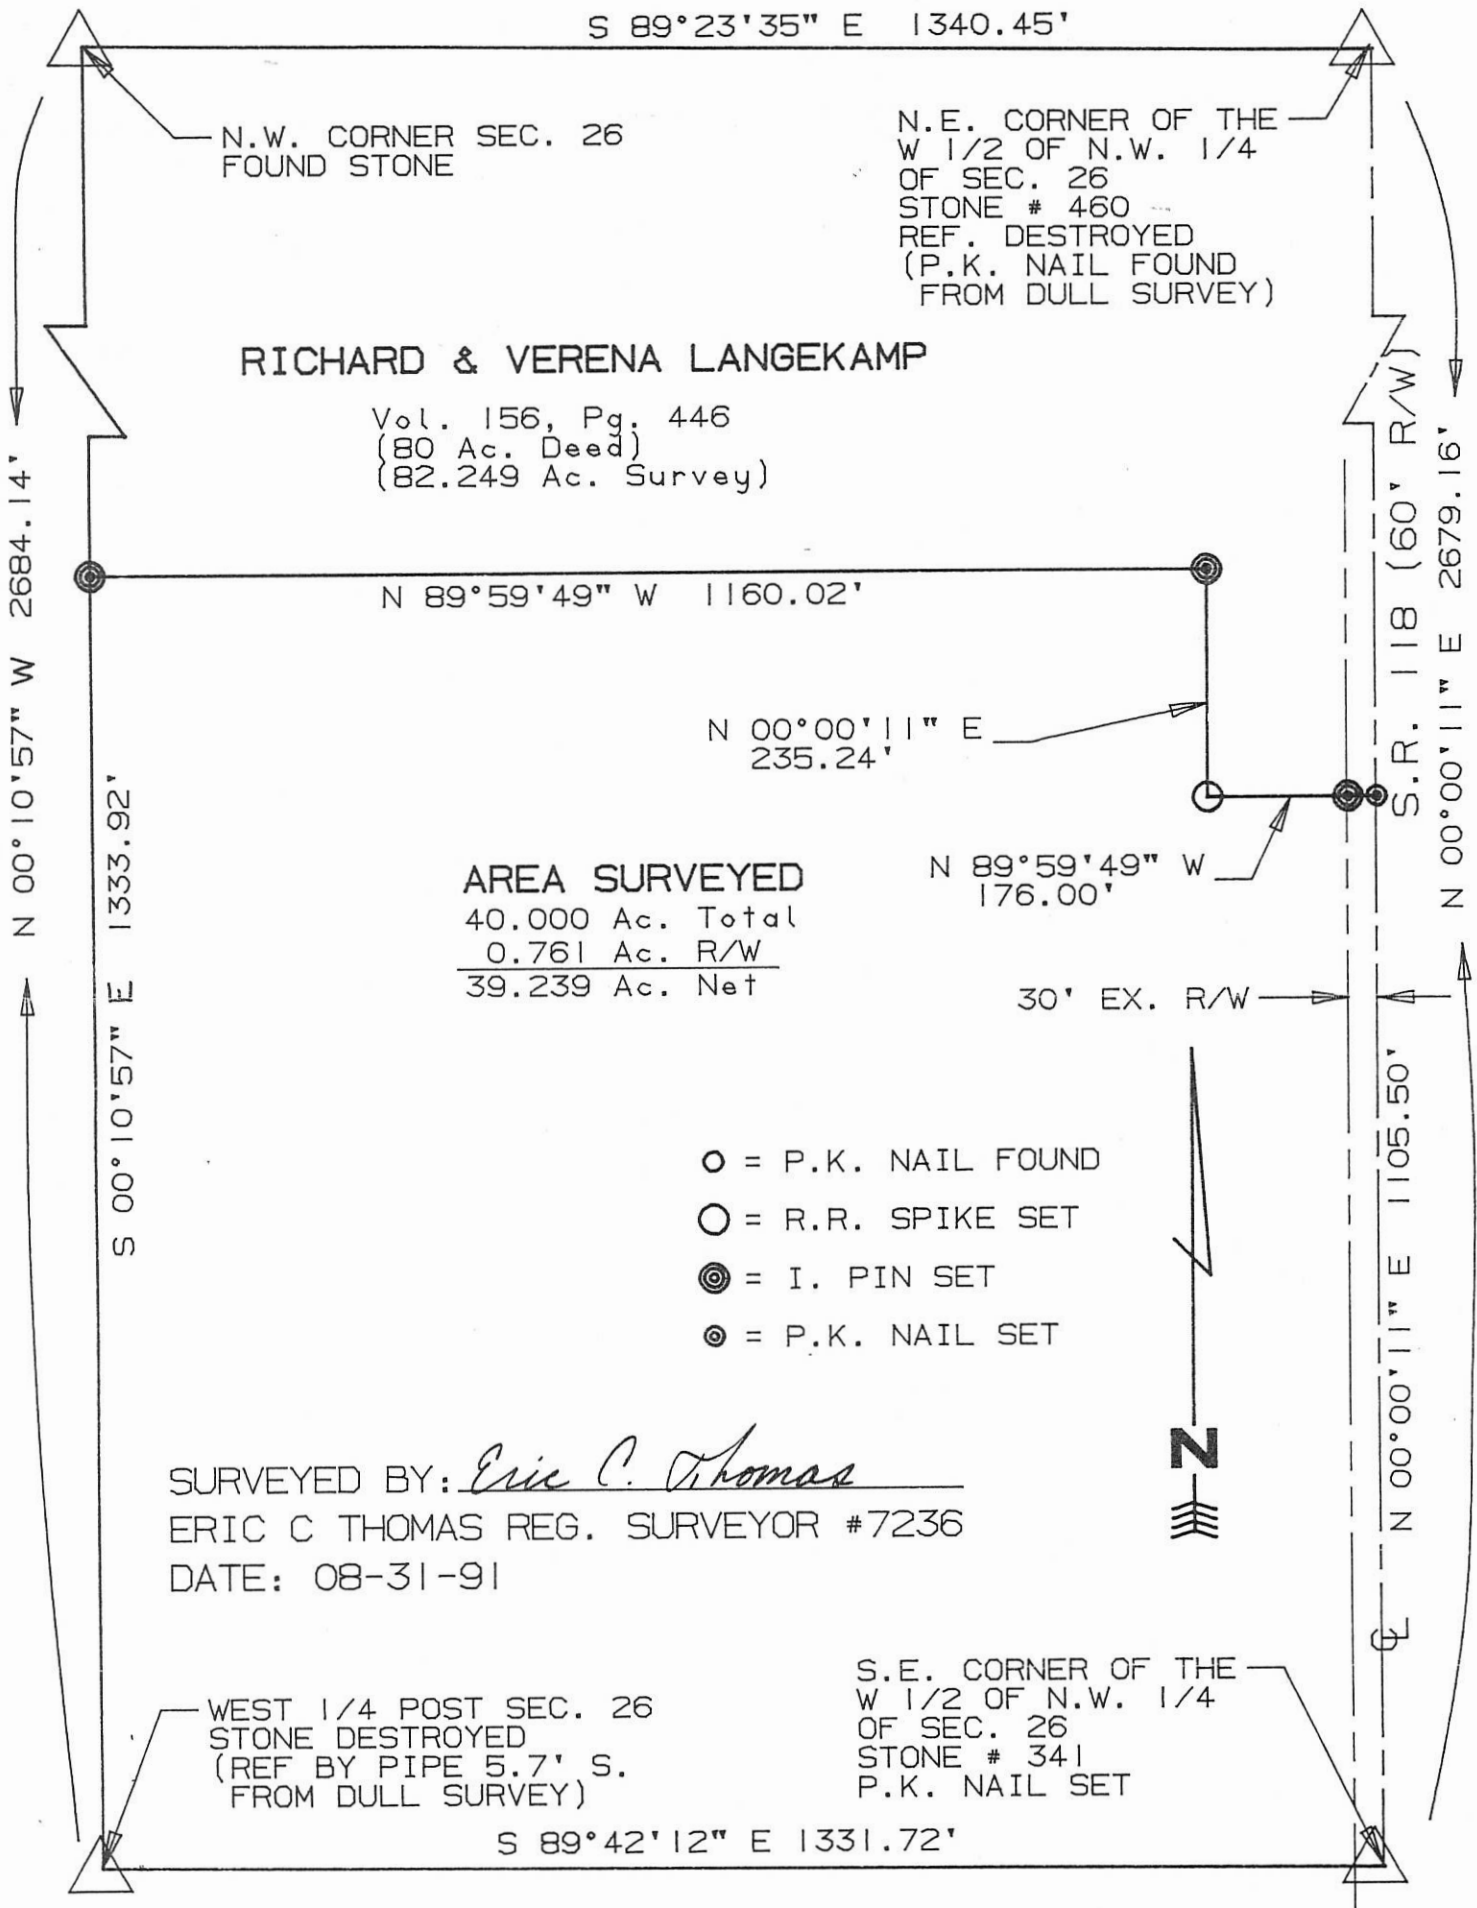 S 89°23'35" E 1340.45'
N.W. CORNER SEC. 26
FOUND STONE
N.E. CORNER OF THE
W 1/2 OF N.W. 1/4
OF SEC. 26
STONE # 460
REF. DESTROYED
(P.K. NAIL FOUND
FROM DULL SURVEY)
RICHARD & VERENA LANGEKAMP
Vol. 156, Pg. 446
(80 Ac. Deed)
(82.249 Ac. Survey)
N 00°10'57" W 2684.14'
S.R. 118 (60' R/W)
N 00°00'11" E 2679.16'
N 89°59'49" W 1160.02'
N 00°00'11" E
235.24'
S 00°10'57" E 1333.92'
N 89°59'49" W
176.00'
AREA SURVEYED
40.000 Ac. Total
0.761 Ac. R/W
39.239 Ac. Net
30' EX. R/W
N 00°00'11" E 1105.50'
O = P.K. NAIL FOUND
O = R.R. SPIKE SET
= I. PIN SET
= P.K. NAIL SET
N
SURVEYED BY: Eric C. Thomas
ERIC C THOMAS REG. SURVEYOR #7236
DATE: 08-31-91
℄
WEST 1/4 POST SEC. 26
STONE DESTROYED
(REF BY PIPE 5.7' S.
FROM DULL SURVEY)
S.E. CORNER OF THE
W 1/2 OF N.W. 1/4
OF SEC. 26
STONE # 341
P.K. NAIL SET
S 89°42'12" E 1331.72'